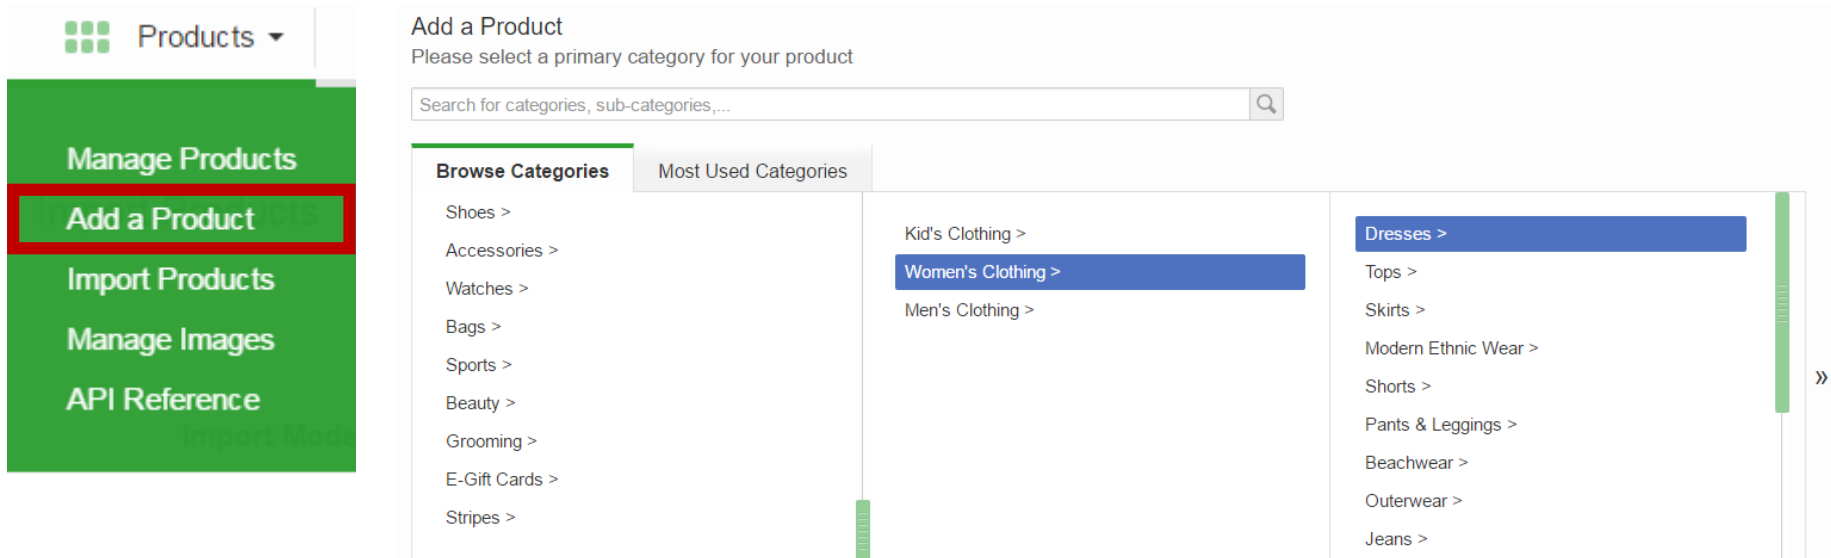 Products
Manage Products
Add a Product
Import Products
Manage Images
API Reference
Import Mode
Add a Product
Please select a primary category for your product
Search for categories, sub-categories,...
Browse Categories
Most Used Categories
Shoes >
Accessories >
Watches >
Bags >
Sports >
Beauty >
Grooming >
E-Gift Cards >
Stripes >
Kid's Clothing >
Women's Clothing >
Men's Clothing >
Dresses >
Tops >
Skirts >
Modern Ethnic Wear >
Shorts >
Pants & Leggings >
Beachwear >
Outerwear >
Jeans >
»